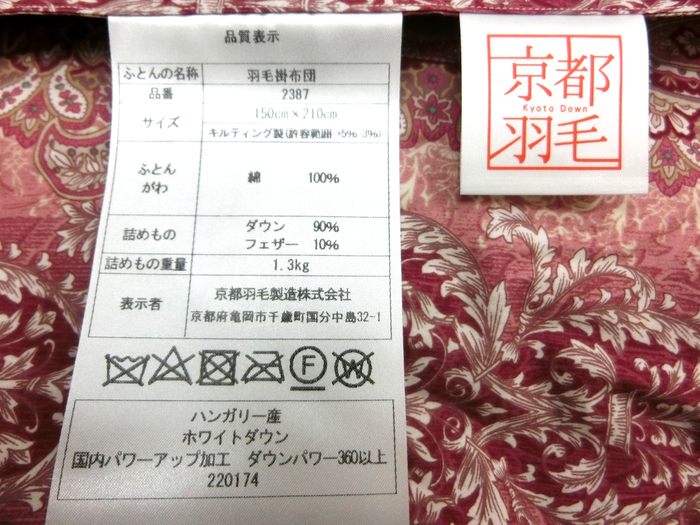 品質表示
ふとんの名称 羽毛掛布団
品番 2387
サイズ 150cm×210cm
キルティング製(許容範囲 +5% -3%)
ふとん
がわ 綿 100%
詰めもの ダウン 90%
フェザー 10%
詰めもの重量 1.3kg
表示者 京都羽毛製造株式会社
京都府亀岡市千歳町国分中島32-1
F
W
ハンガリー産
ホワイトダウン
国内パワーアップ加工 ダウンパワー360以上
220174
京都
Kyoto Down
羽毛